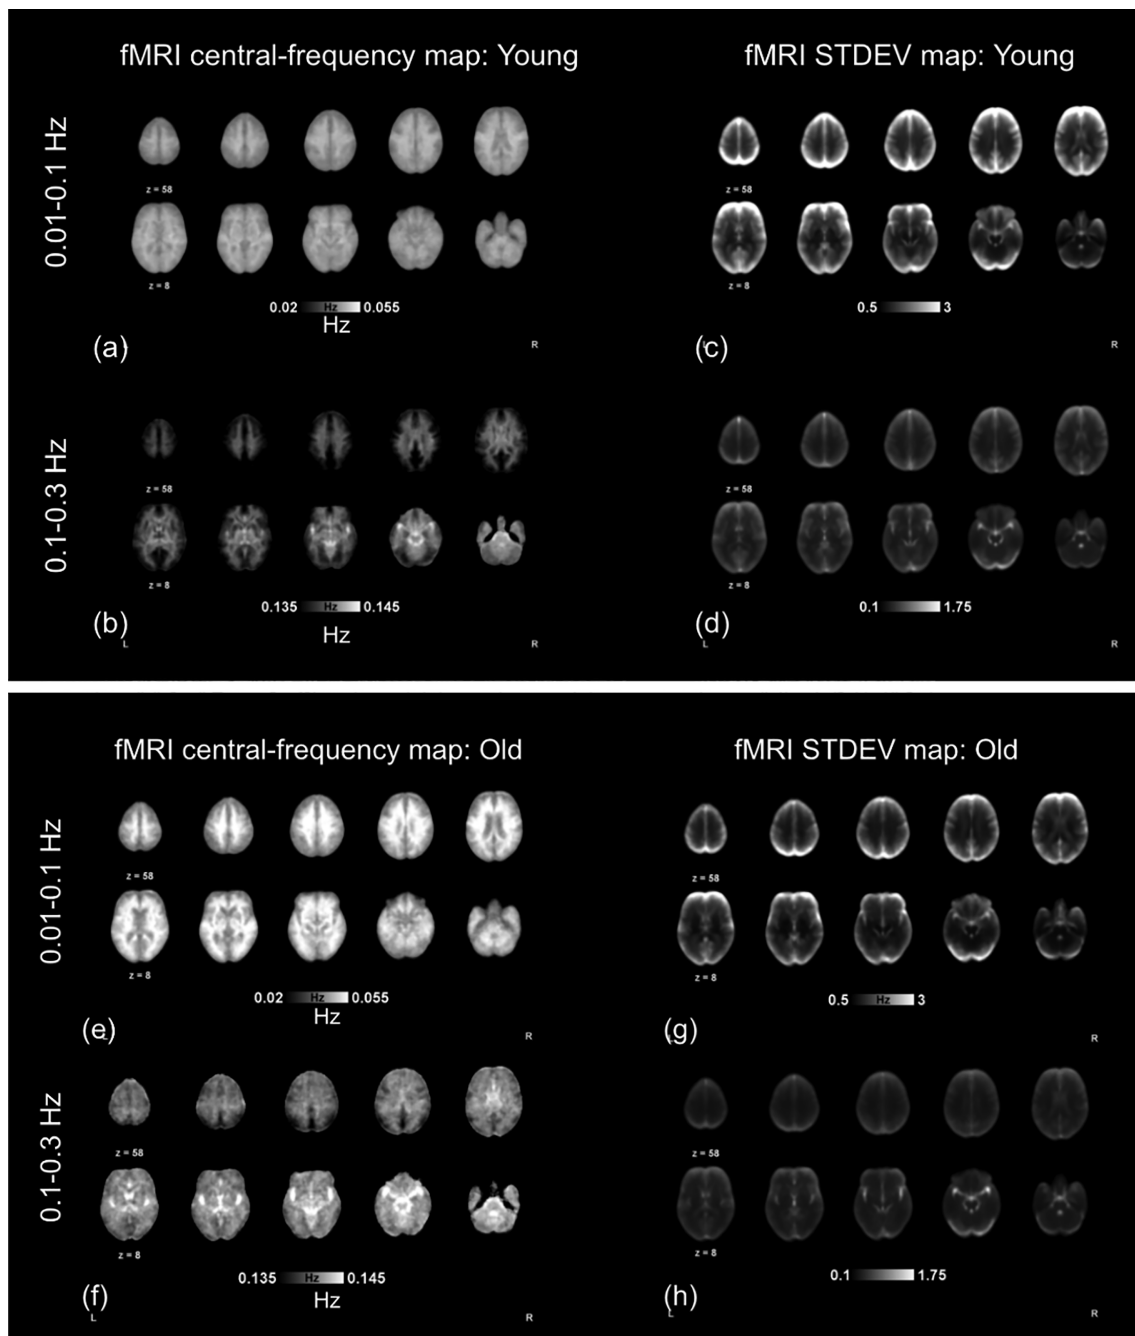 fMRI central-frequency map: Young
fMRI STDEV map: Young
0.01-0.1 Hz
z = 58
z = 58
z = 8
z = 8
0.02 Hz 0.055
Hz
0.5 3
(a)
L
R
(c)
L
R
0.1-0.3 Hz
z = 58
z = 58
z = 8
z = 8
0.135 Hz 0.145
Hz
0.1 1.75
(b)
L
R
(d)
L
R
fMRI central-frequency map: Old
fMRI STDEV map: Old
0.01-0.1 Hz
z = 58
z = 58
z = 8
z = 8
0.02 Hz 0.055
Hz
0.5 Hz 3
(e)
L
R
(g)
L
R
0.1-0.3 Hz
z = 58
z = 58
z = 8
z = 8
0.135 Hz 0.145
Hz
0.1 1.75
(f)
L
R
(h)
L
R